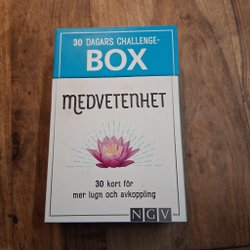 30 DAGARS CHALLENGE-
BOX
MEDVETENHET
30 kort för
mer lugn och avkoppling
NGV